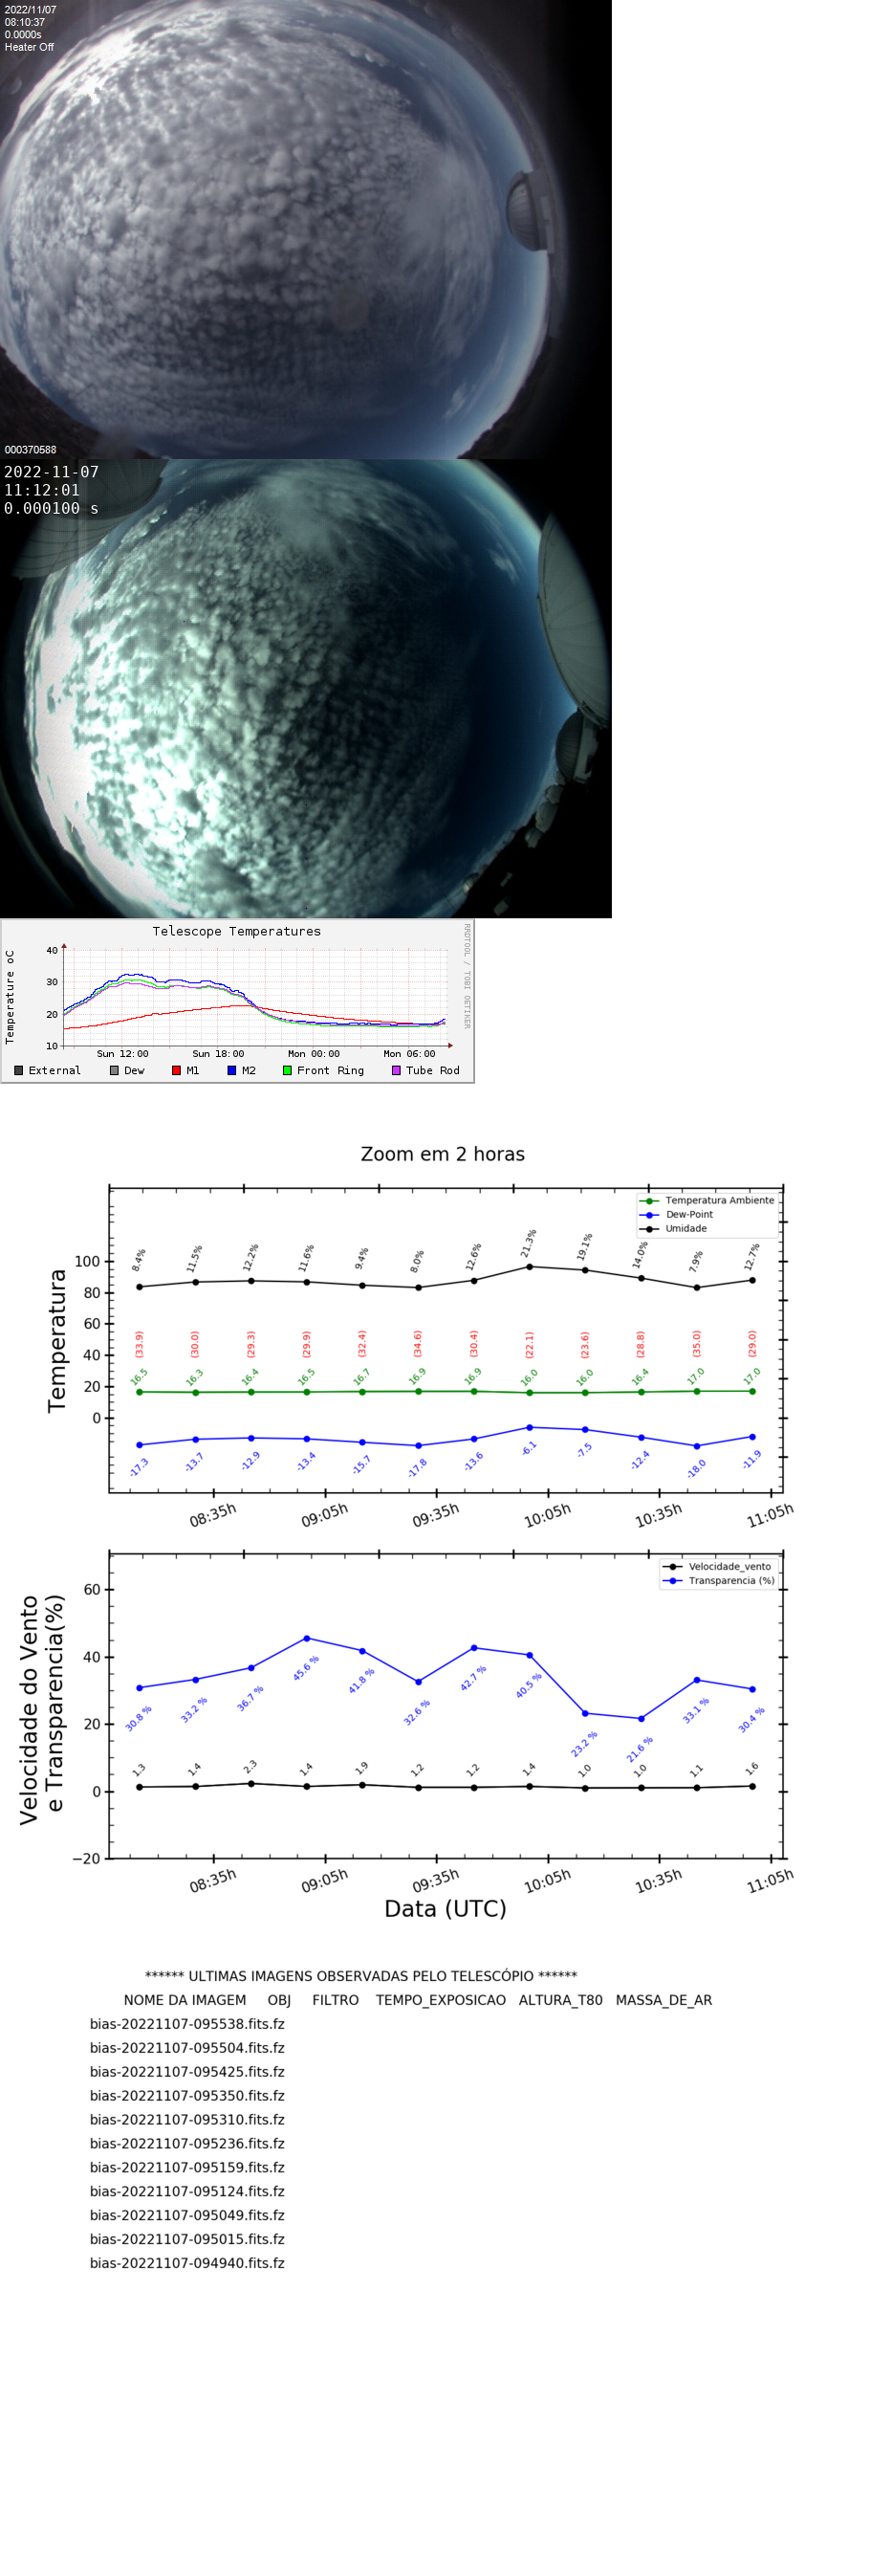 2022/11/07
08:10:37
0.0000s
Heater Off
000370588
2022-11-07
11:12:01
0.000100 s
Telescope Temperatures
RRDTOOL / TOBI OETIKER
Temperature oC
40
30
20
10
Sun 12:00 Sun 18:00 Mon 00:00 Mon 06:00
External Dew M1 M2 Front Ring Tube Rod
Zoom em 2 horas
Temperatura Ambiente
Dew-Point
Umidade
Temperatura
100
80
60
40
20
0
8.4% 11.5% 12.2% 11.6% 9.4% 8.0% 12.6% 21.3% 19.1% 14.0% 7.9% 12.7%
(33.9) (30.0) (29.3) (29.9) (32.4) (34.6) (30.4) (22.1) (23.6) (28.8) (35.0) (29.0)
16.5 16.3 16.4 16.5 16.7 16.9 16.9 16.0 16.0 16.4 17.0 17.0
-17.3 -13.7 -12.9 -13.4 -15.7 -17.8 -13.6 -6.1 -7.5 -12.4 -18.0 -11.9
08:35h 09:05h 09:35h 10:05h 10:35h 11:05h
Velocidade_vento
Transparencia (%)
Velocidade do Vento
e Transparencia(%)
60
40
20
0
−20
30.8 % 33.2 % 36.7 % 45.6 % 41.8 % 32.6 % 42.7 % 40.5 % 23.2 % 21.6 % 33.1 % 30.4 %
1.3 1.4 2.3 1.4 1.9 1.2 1.2 1.4 1.0 1.0 1.1 1.6
08:35h 09:05h 09:35h 10:05h 10:35h 11:05h
Data (UTC)
****** ULTIMAS IMAGENS OBSERVADAS PELO TELESCÓPIO ******
NOME DA IMAGEM OBJ FILTRO TEMPO_EXPOSICAO ALTURA_T80 MASSA_DE_AR
bias-20221107-095538.fits.fz
bias-20221107-095504.fits.fz
bias-20221107-095425.fits.fz
bias-20221107-095350.fits.fz
bias-20221107-095310.fits.fz
bias-20221107-095236.fits.fz
bias-20221107-095159.fits.fz
bias-20221107-095124.fits.fz
bias-20221107-095049.fits.fz
bias-20221107-095015.fits.fz
bias-20221107-094940.fits.fz